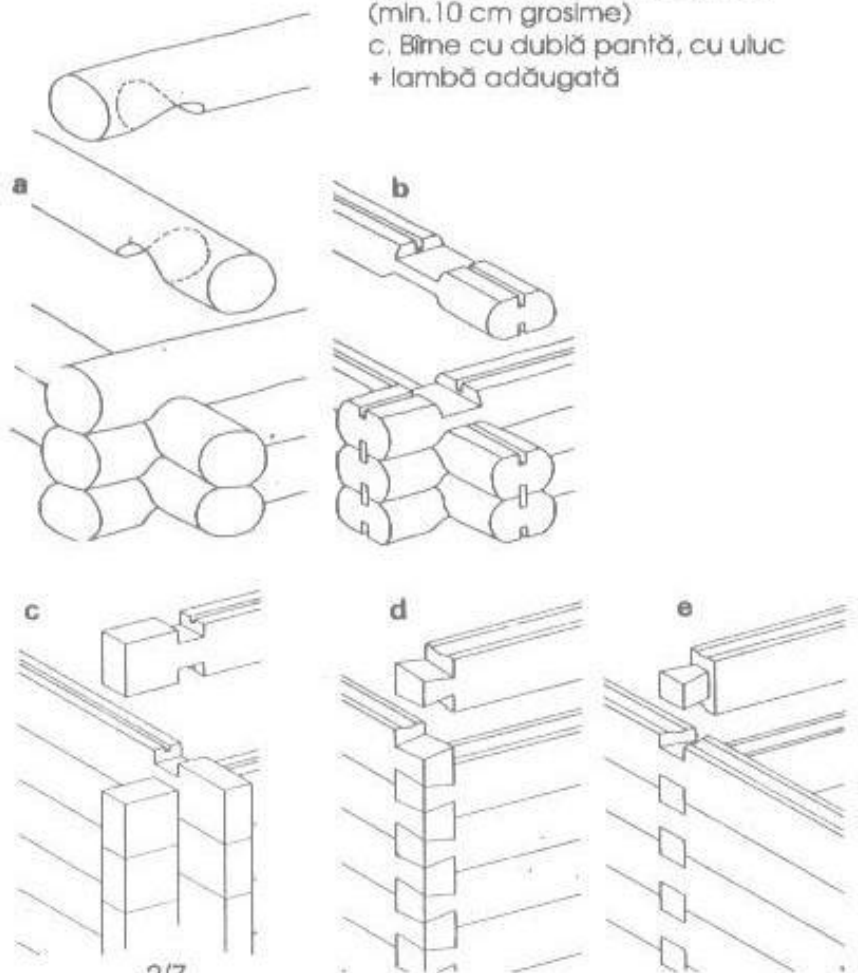 (min.10 cm grosime)
c. Bîrne cu dublă pantă, cu uluc
+ lambă adăugată
a
b
c
d
e